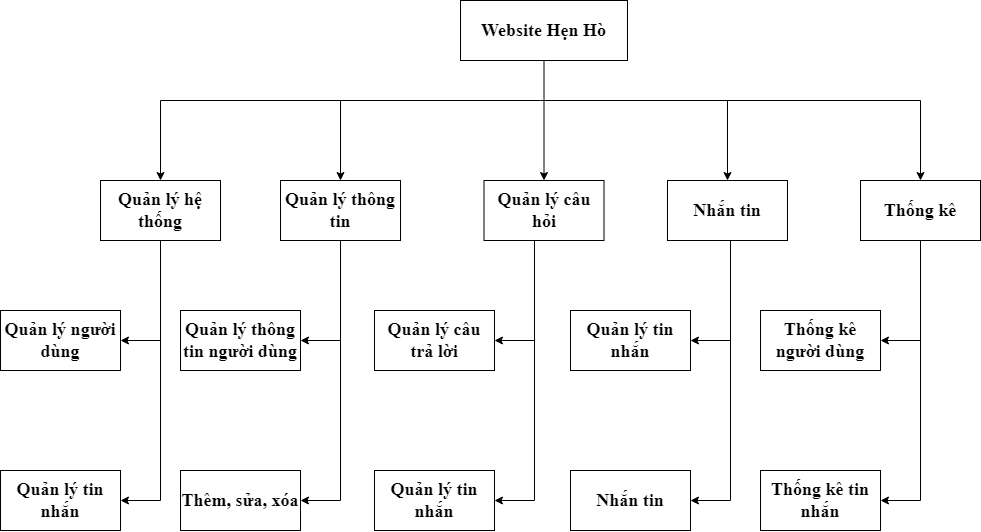 Website Hẹn Hò
Quản lý hệ
thống
Quản lý thông
tin
Quản lý câu
hỏi
Nhắn tin
Thống kê
Quản lý người
dùng
Quản lý thông
tin người dùng
Quản lý câu
trả lời
Quản lý tin
nhắn
Thống kê
người dùng
Quản lý tin
nhắn
Thêm, sửa, xóa
Quản lý tin
nhắn
Nhắn tin
Thống kê tin
nhắn